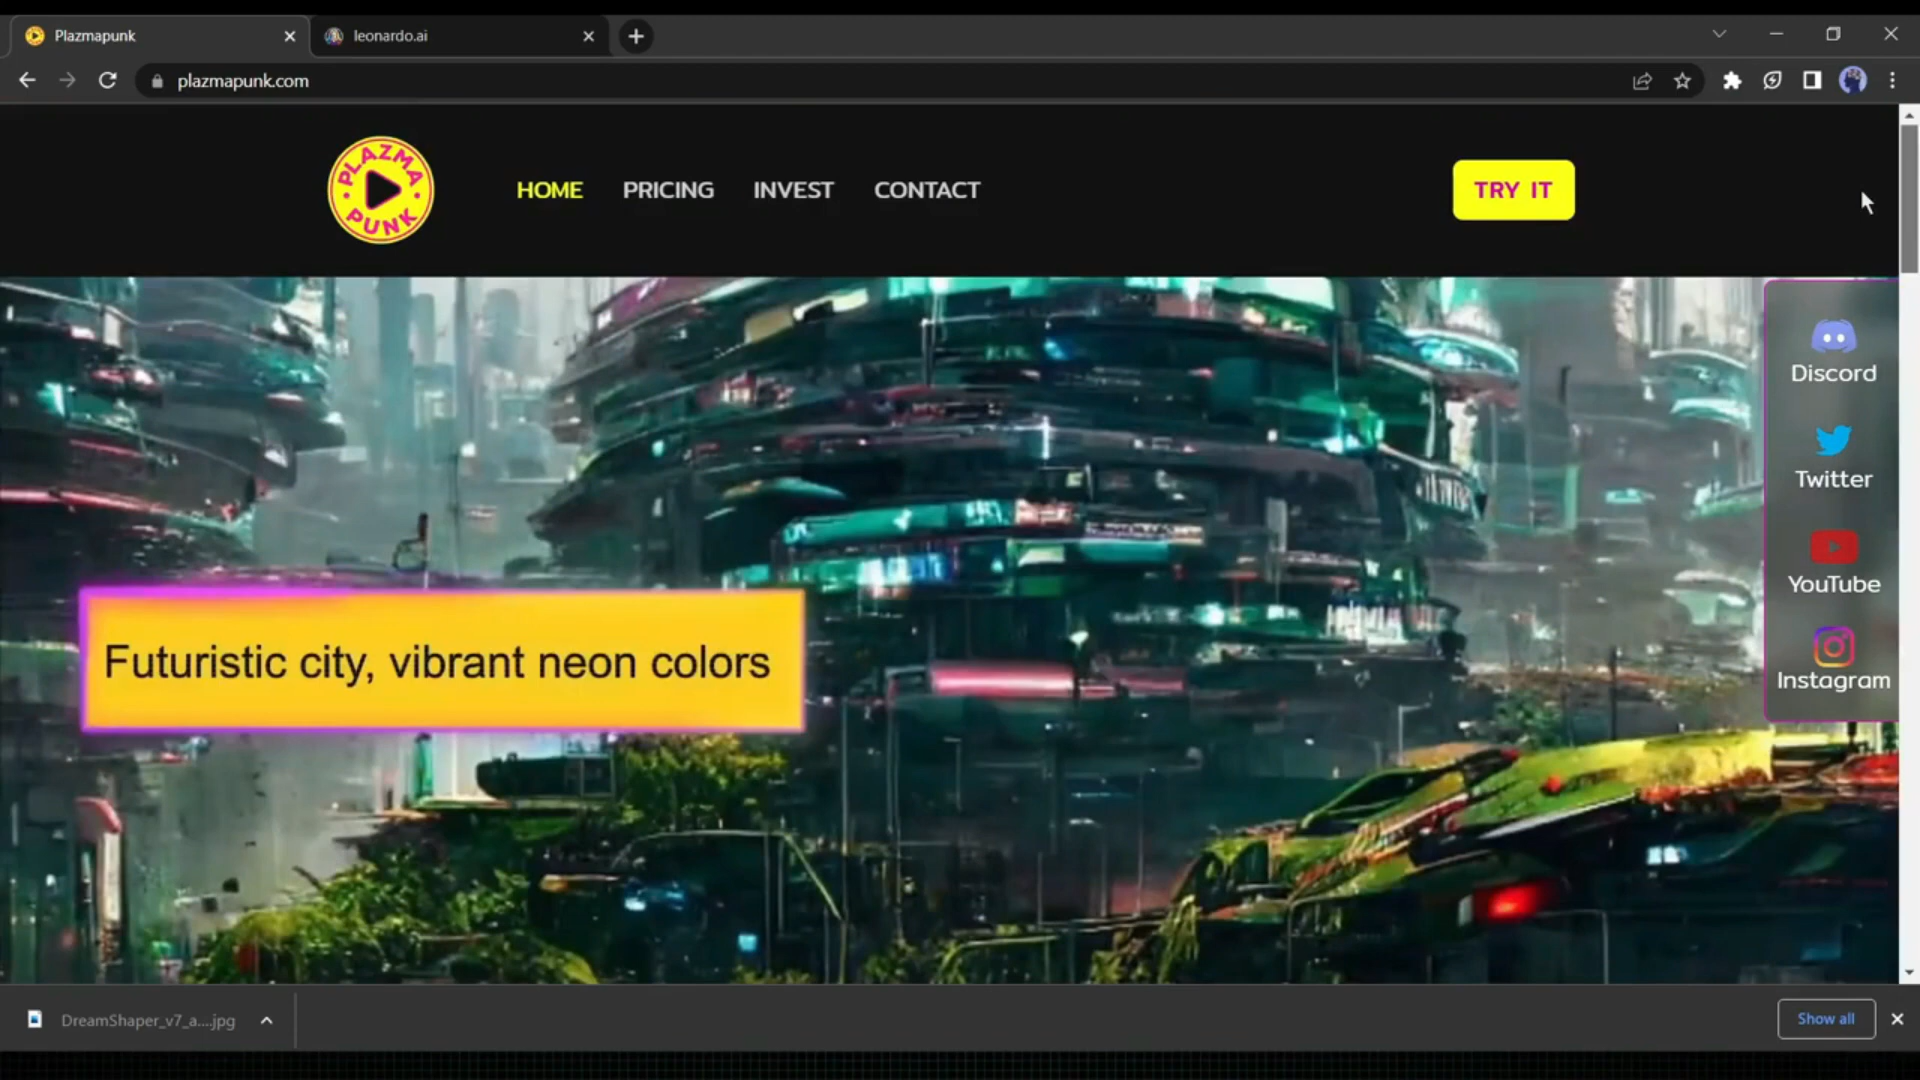 Plazmapunk
leonardo.ai
plazmapunk.com
PLAZMA
PUNK
HOME PRICING INVEST CONTACT
TRY IT
Discord
Twitter
YouTube
Instagram
Futuristic city, vibrant neon colors
DreamShaper_v7_a....jpg
Show all